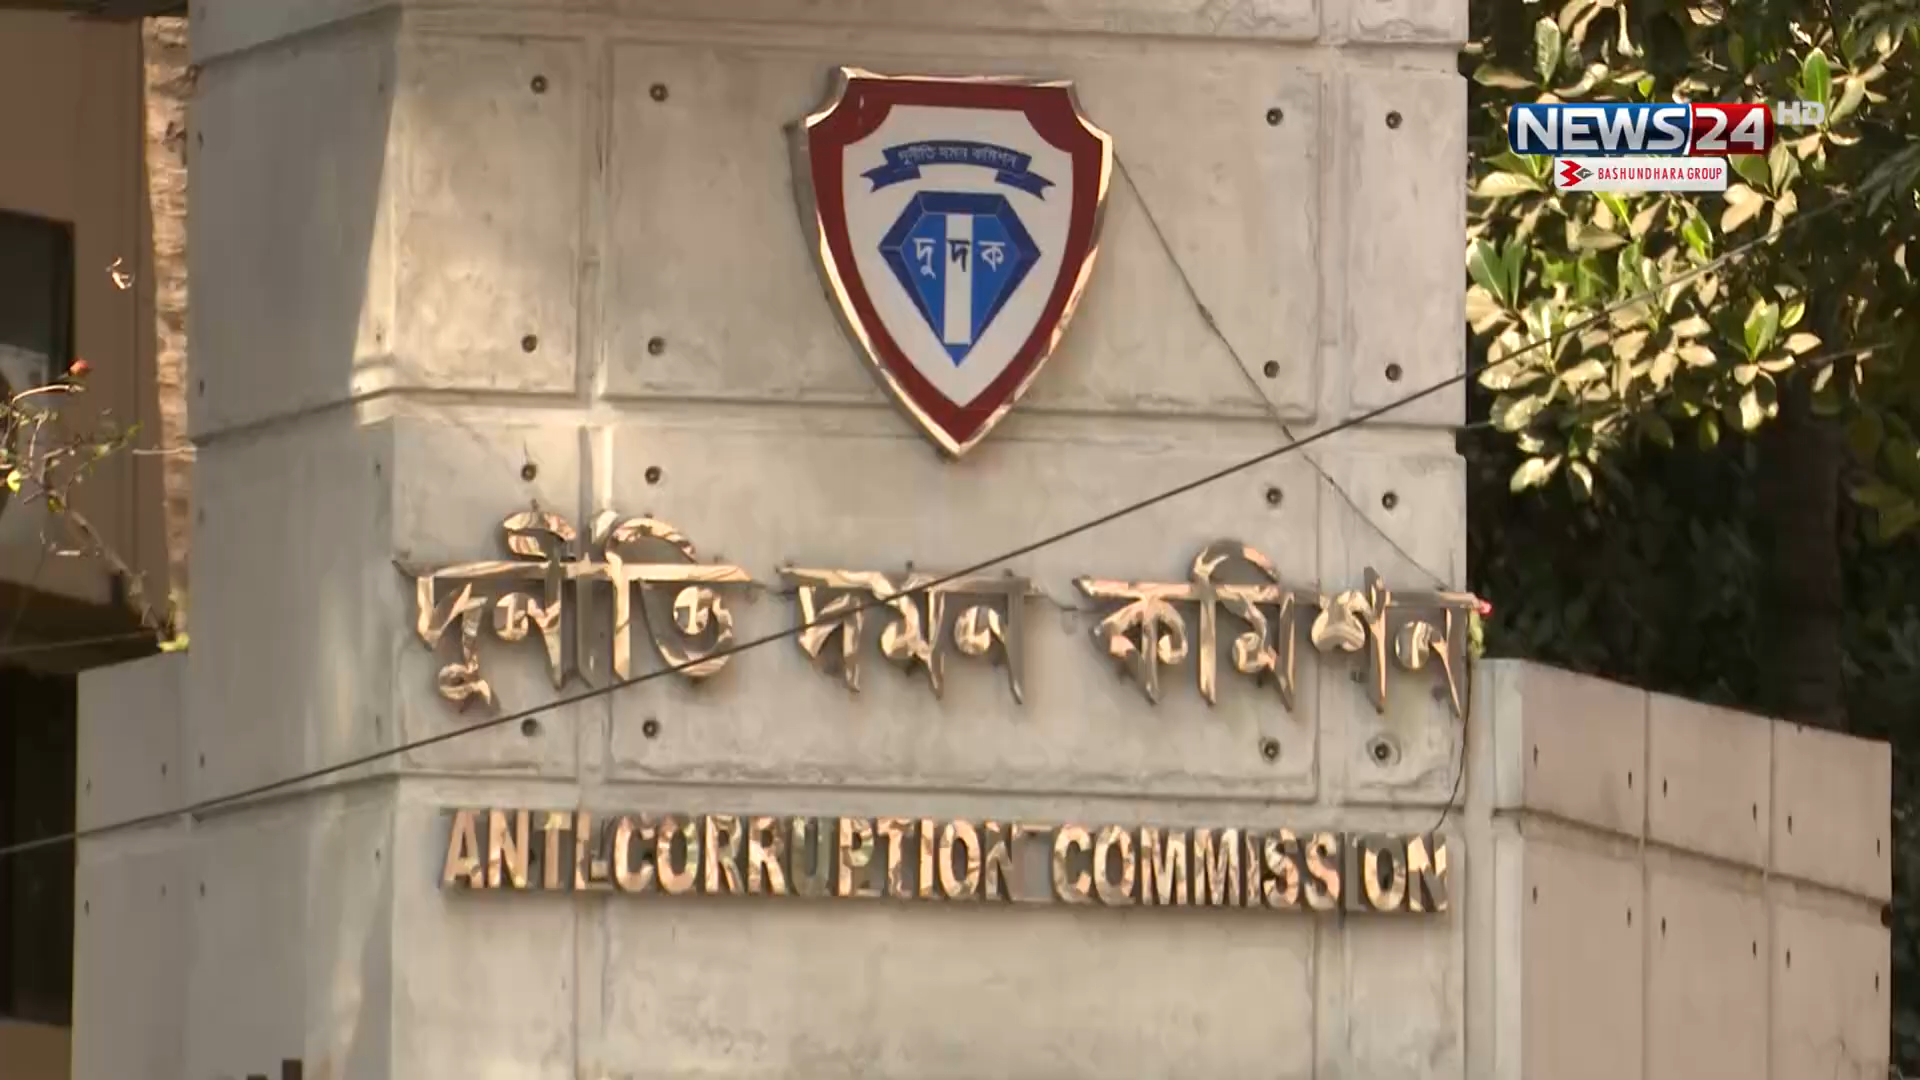 দুর্নীতি দমন কমিশন
দুদক
NEWS24 HD
BASHUNDHARA GROUP
দুর্নীতি দমন কমিশন
ANTI-CORRUPTION COMMISSION